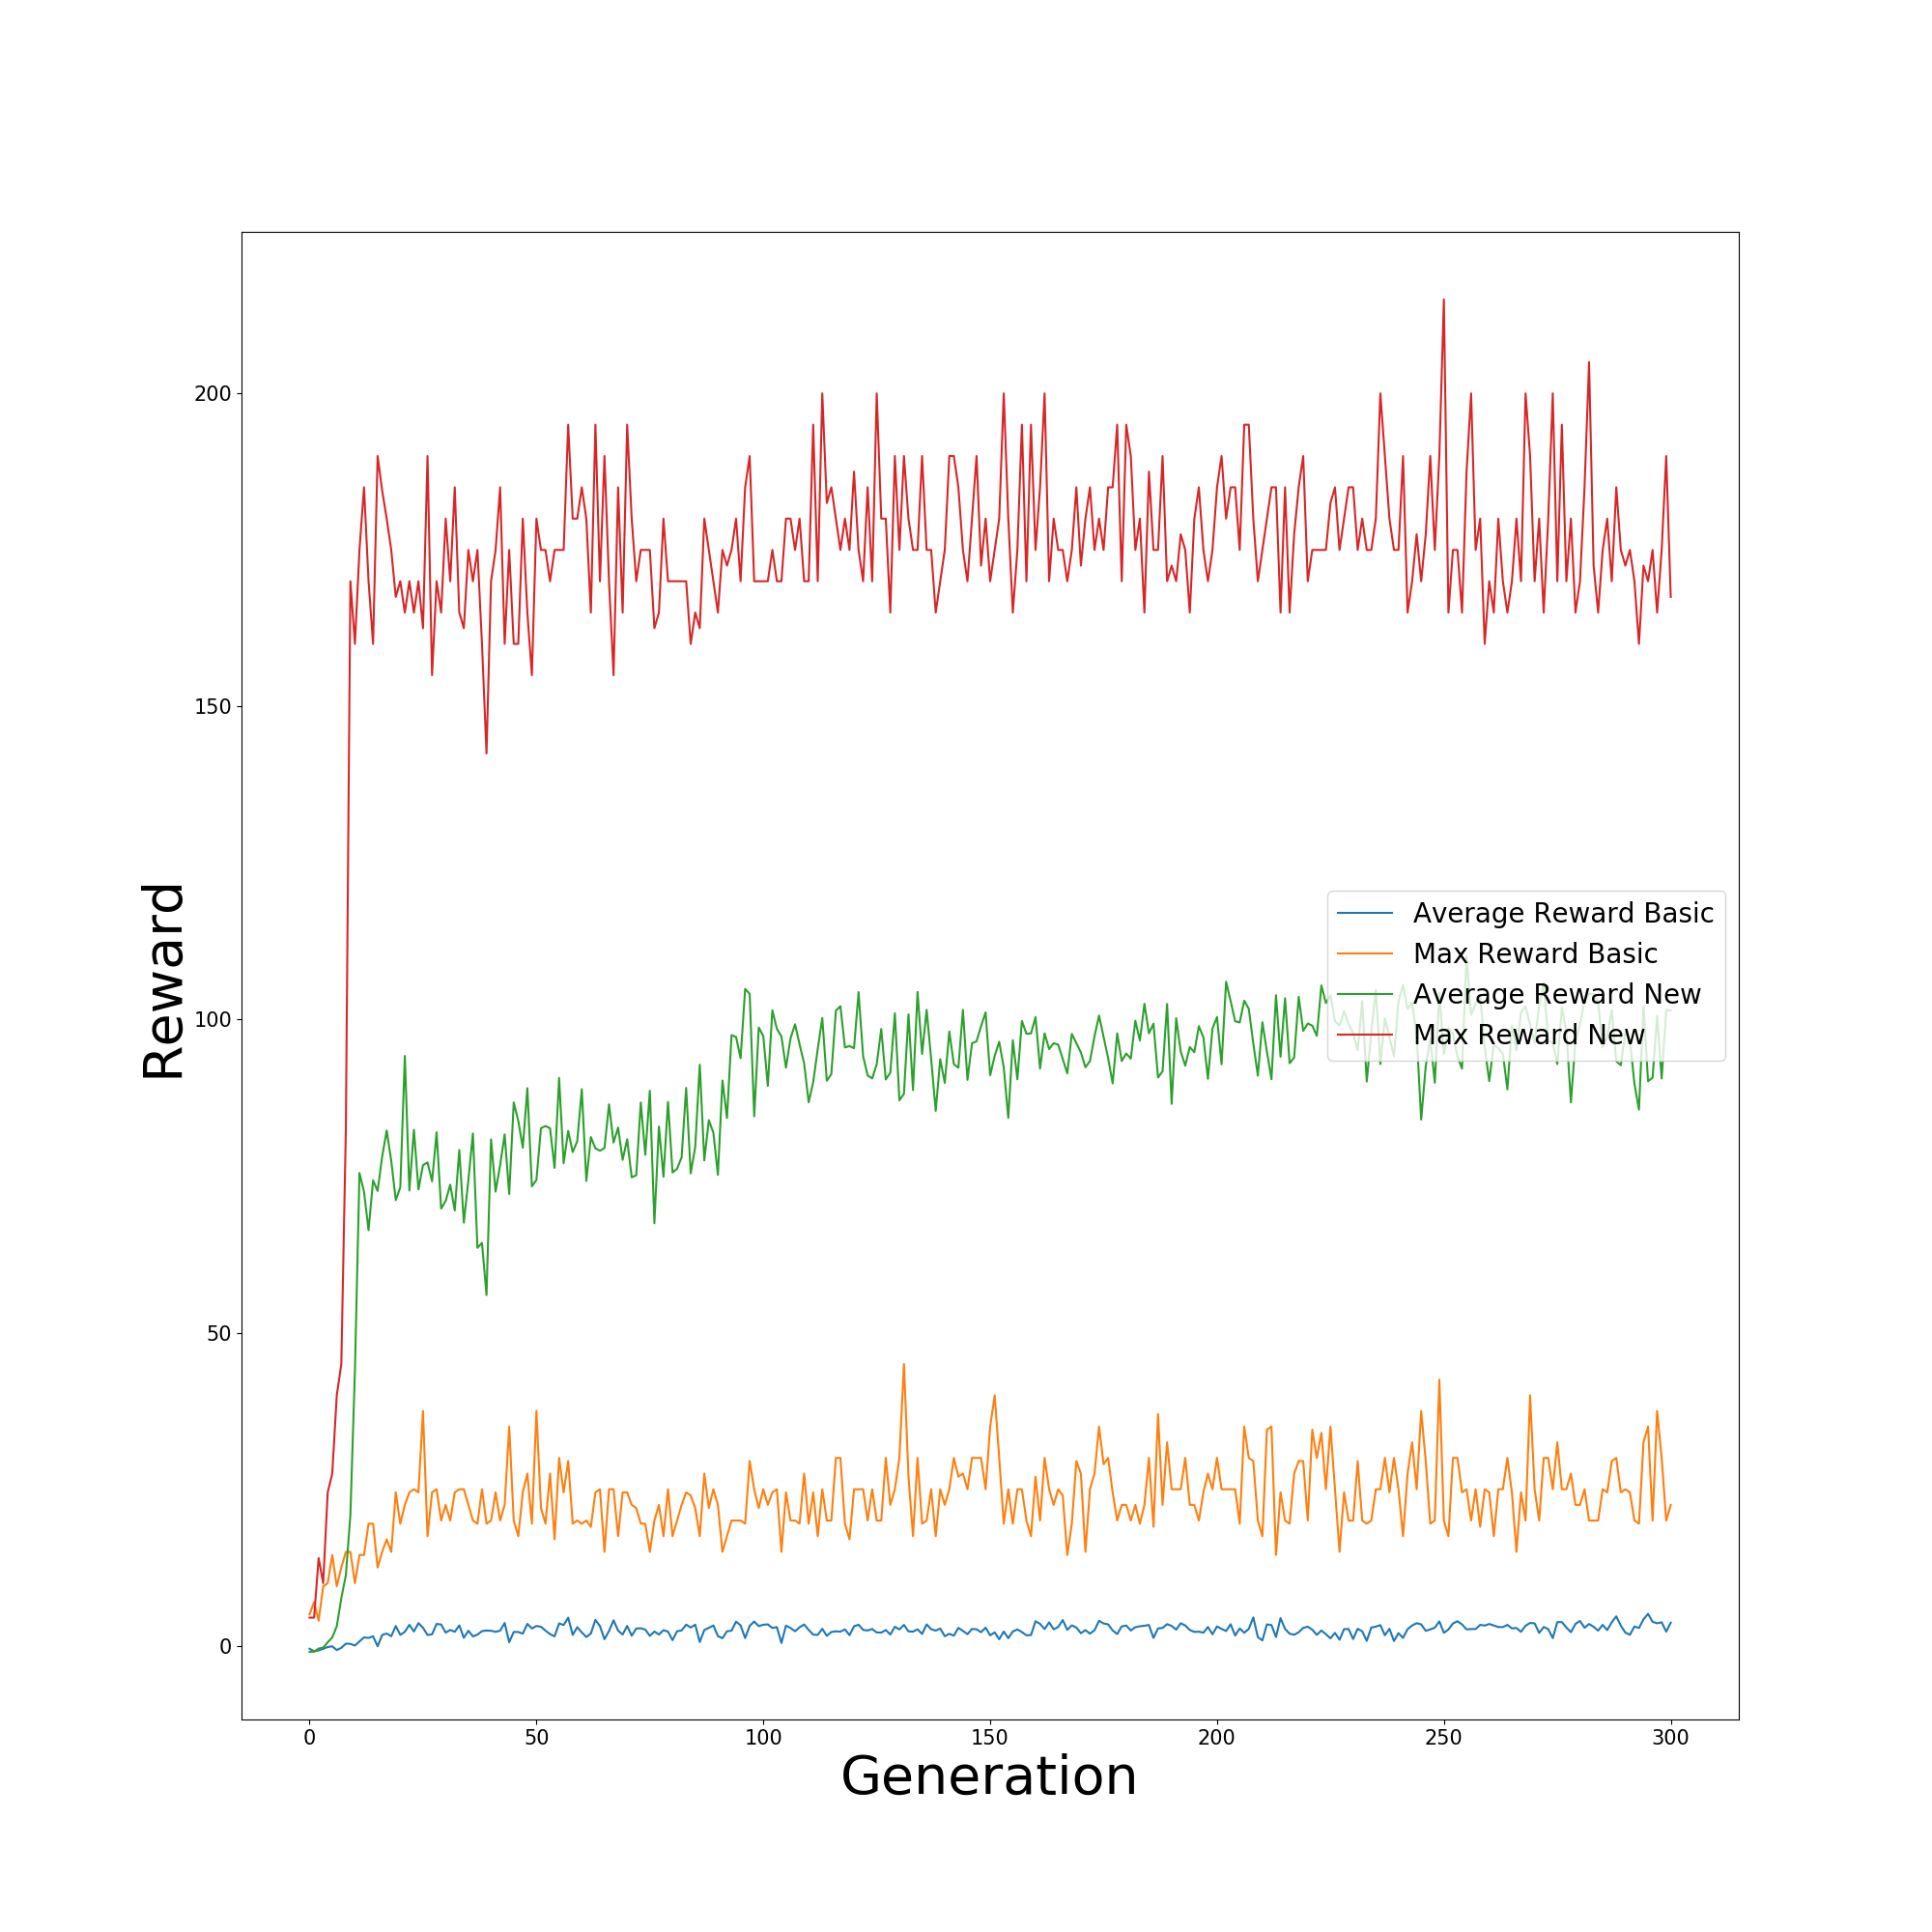 200
150
100
50
0
Reward
Average Reward Basic
Max Reward Basic
Average Reward New
Max Reward New
0 50 100 150 200 250 300
Generation